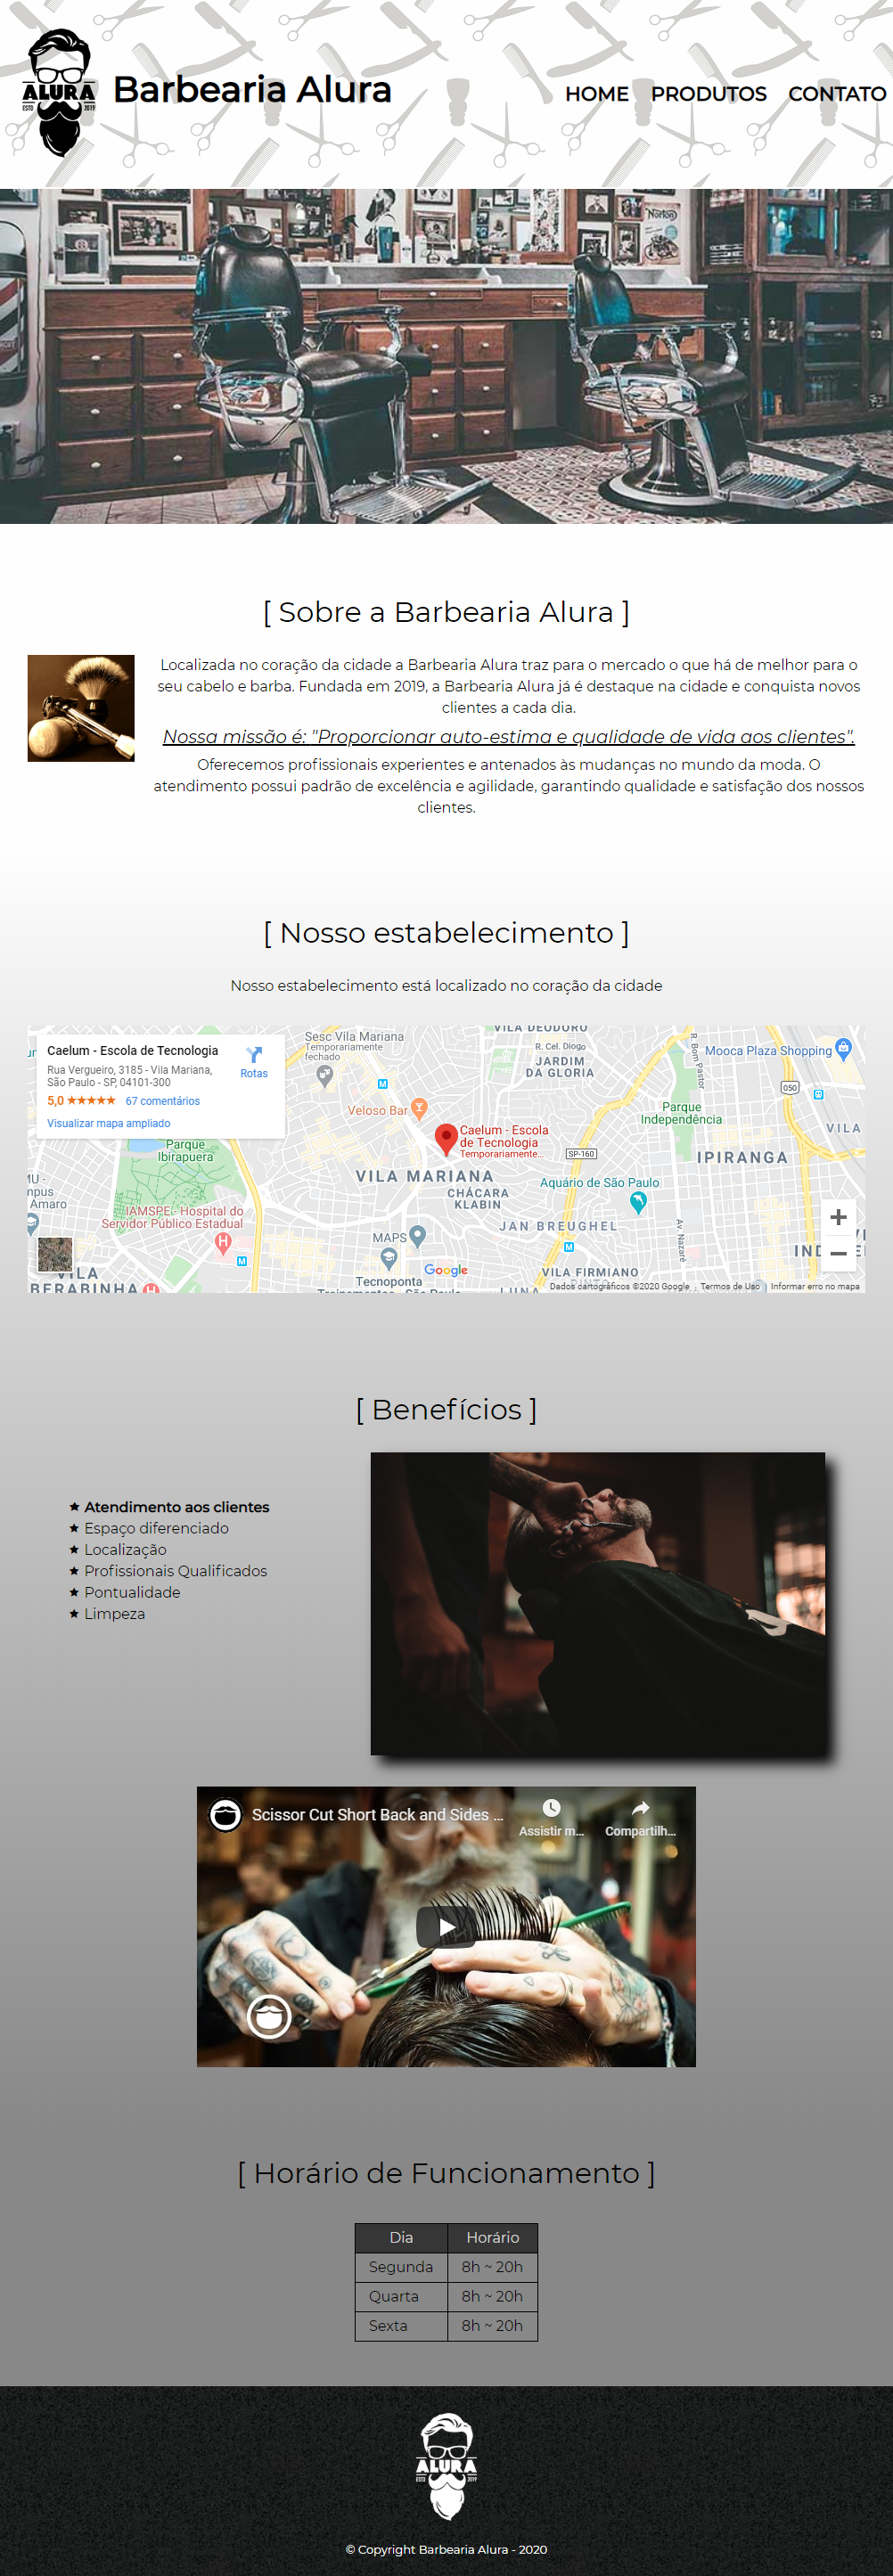 ALURA
ESTD 2019
Barbearia Alura
HOME PRODUTOS CONTATO
Norton
[ Sobre a Barbearia Alura ]
Localizada no coração da cidade a Barbearia Alura traz para o mercado o que há de melhor para o
seu cabelo e barba. Fundada em 2019, a Barbearia Alura já é destaque na cidade e conquista novos
clientes a cada dia.
Nossa missão é: "Proporcionar auto-estima e qualidade de vida aos clientes".
Oferecemos profissionais experientes e antenados às mudanças no mundo da moda. O
atendimento possui padrão de excelência e agilidade, garantindo qualidade e satisfação dos nossos
clientes.
[ Nosso estabelecimento ]
Nosso estabelecimento está localizado no coração da cidade
Caelum - Escola de Tecnologia
Rua Vergueiro, 3185 - Vila Mariana,
São Paulo - SP, 04101-300
5,0 ★★★★★ 67 comentários
Visualizar mapa ampliado
Rotas
Sesc Vila Mariana
Temporariamente
fechado
VILA DEODORO
R. Cel. Diogo
JARDIM
DA GLORIA
R. Bom Pastor
Mooca Plaza Shopping
050
Veloso Bar
Parque
Independência
VILA
Caelum - Escola
de Tecnologia
Temporariamente...
SP-160
IPIRANGA
Parque
Ibirapuera
VILA MARIANA
CHÁCARA
KLABIN
Aquário de São Paulo
Amaro
IAMSPE - Hospital do
Servidor Público Estadual
JARDIM
JAN BREUGHEL
Av. Nazaré
MAPS
Tecnoponta
Google
VILA FIRMIANO
VILA
BERABINHA
Dados cartográficos ©2020 Google Termos de Uso Informar erro no mapa
[ Benefícios ]
★ Atendimento aos clientes
★ Espaço diferenciado
★ Localização
★ Profissionais Qualificados
★ Pontualidade
★ Limpeza
Scissor Cut Short Back and Sides ...
Assistir m...
Compartilh...
[ Horário de Funcionamento ]
Dia Horário
Segunda 8h ~ 20h
Quarta 8h ~ 20h
Sexta 8h ~ 20h
ALURA
ESTD 2019
© Copyright Barbearia Alura - 2020